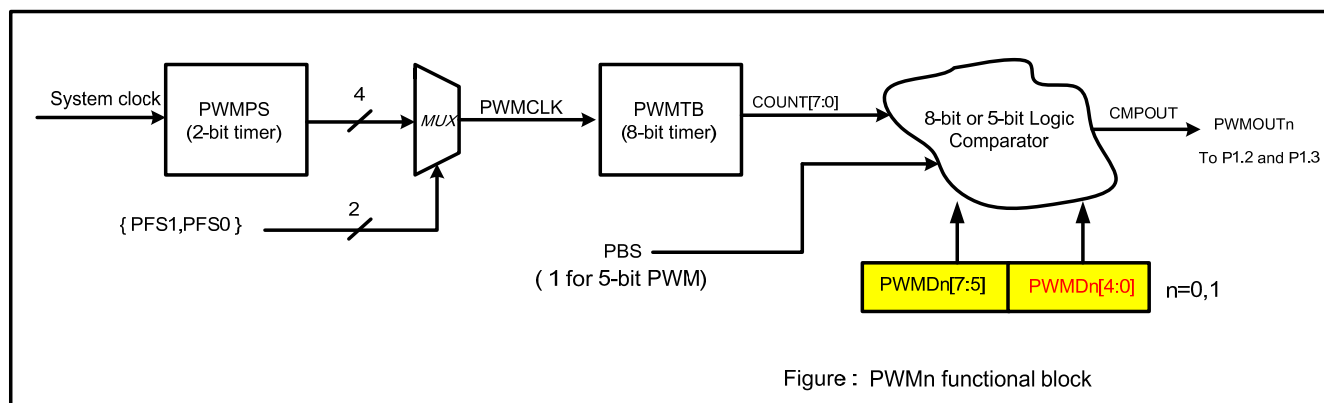 System clock
PWMPS
(2-bit timer)
4
MUX
PWMCLK
PWMTB
(8-bit timer)
COUNT[7:0]
8-bit or 5-bit Logic
Comparator
CMPOUT
PWMOUTn
To P1.2 and P1.3
{ PFS1,PFS0 }
2
PBS
( 1 for 5-bit PWM)
PWMDn[7:5]
PWMDn[4:0]
n=0,1
Figure : PWMn functional block